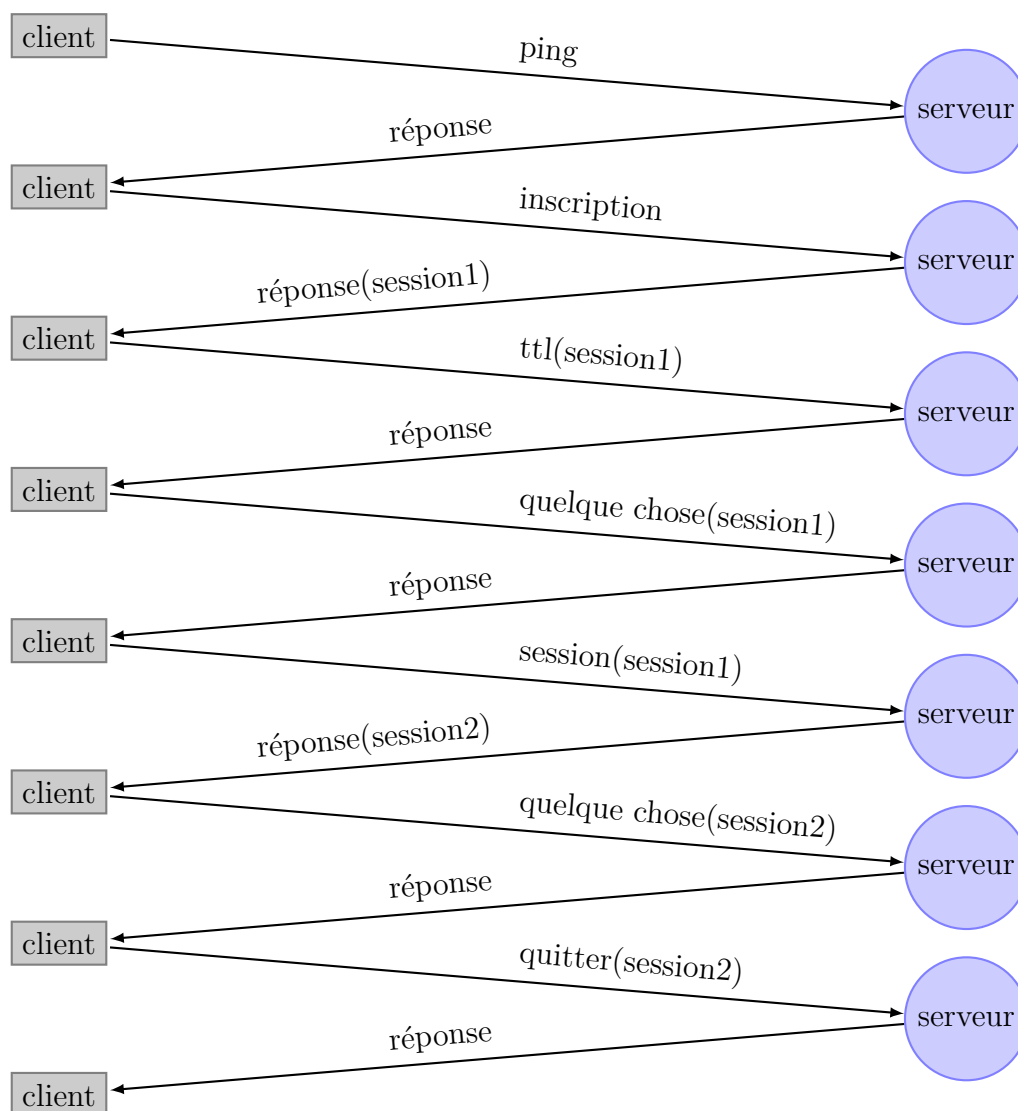 client
ping
serveur
réponse
client
inscription
serveur
réponse(session1)
client
ttl(session1)
serveur
réponse
client
quelque chose(session1)
serveur
réponse
client
session(session1)
serveur
réponse(session2)
client
quelque chose(session2)
serveur
réponse
client
quitter(session2)
serveur
réponse
client